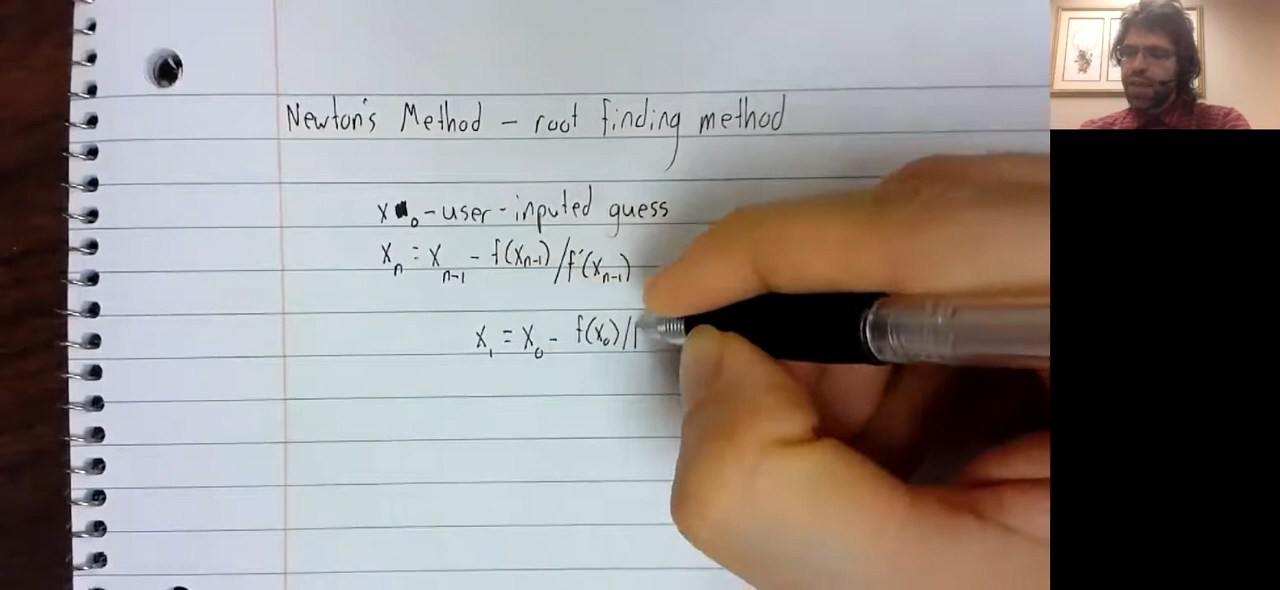 Newton's Method - root finding method
x₀ - user-inputed guess
xₙ = xₙ₋₁ - f(xₙ₋₁)/f'(xₙ₋₁)
x₁ = x₀ - f(x₀)/